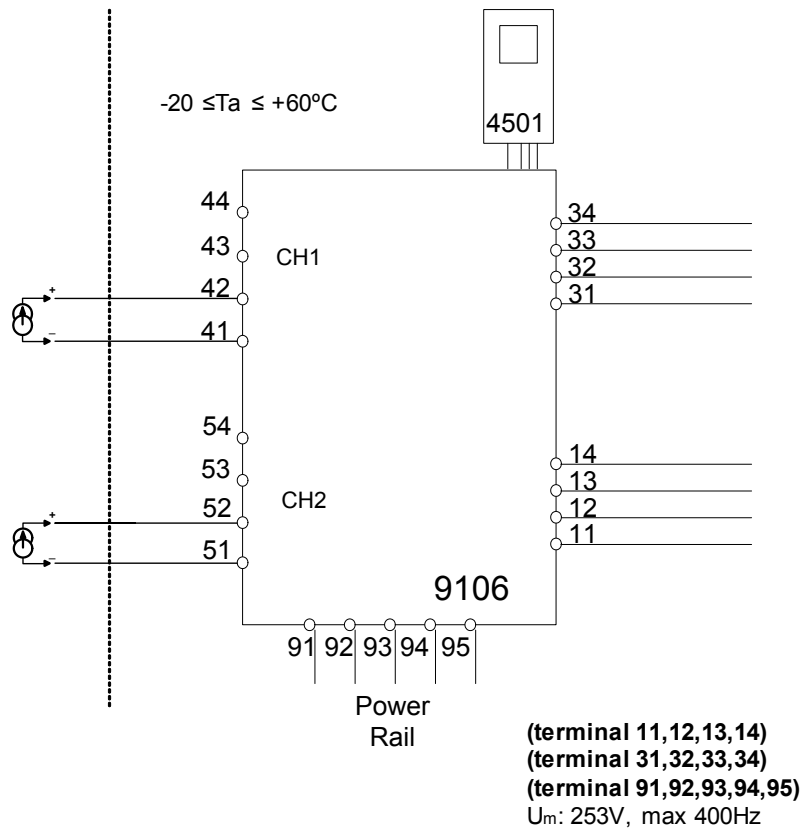 -20 ≤Ta ≤ +60ºC
4501
44
43
42
41
CH1
34
33
32
31
+
–
54
53
52
51
CH2
14
13
12
11
+
–
9106
91 92 93 94 95
Power
Rail
(terminal 11,12,13,14)
(terminal 31,32,33,34)
(terminal 91,92,93,94,95)
Um: 253V, max 400Hz